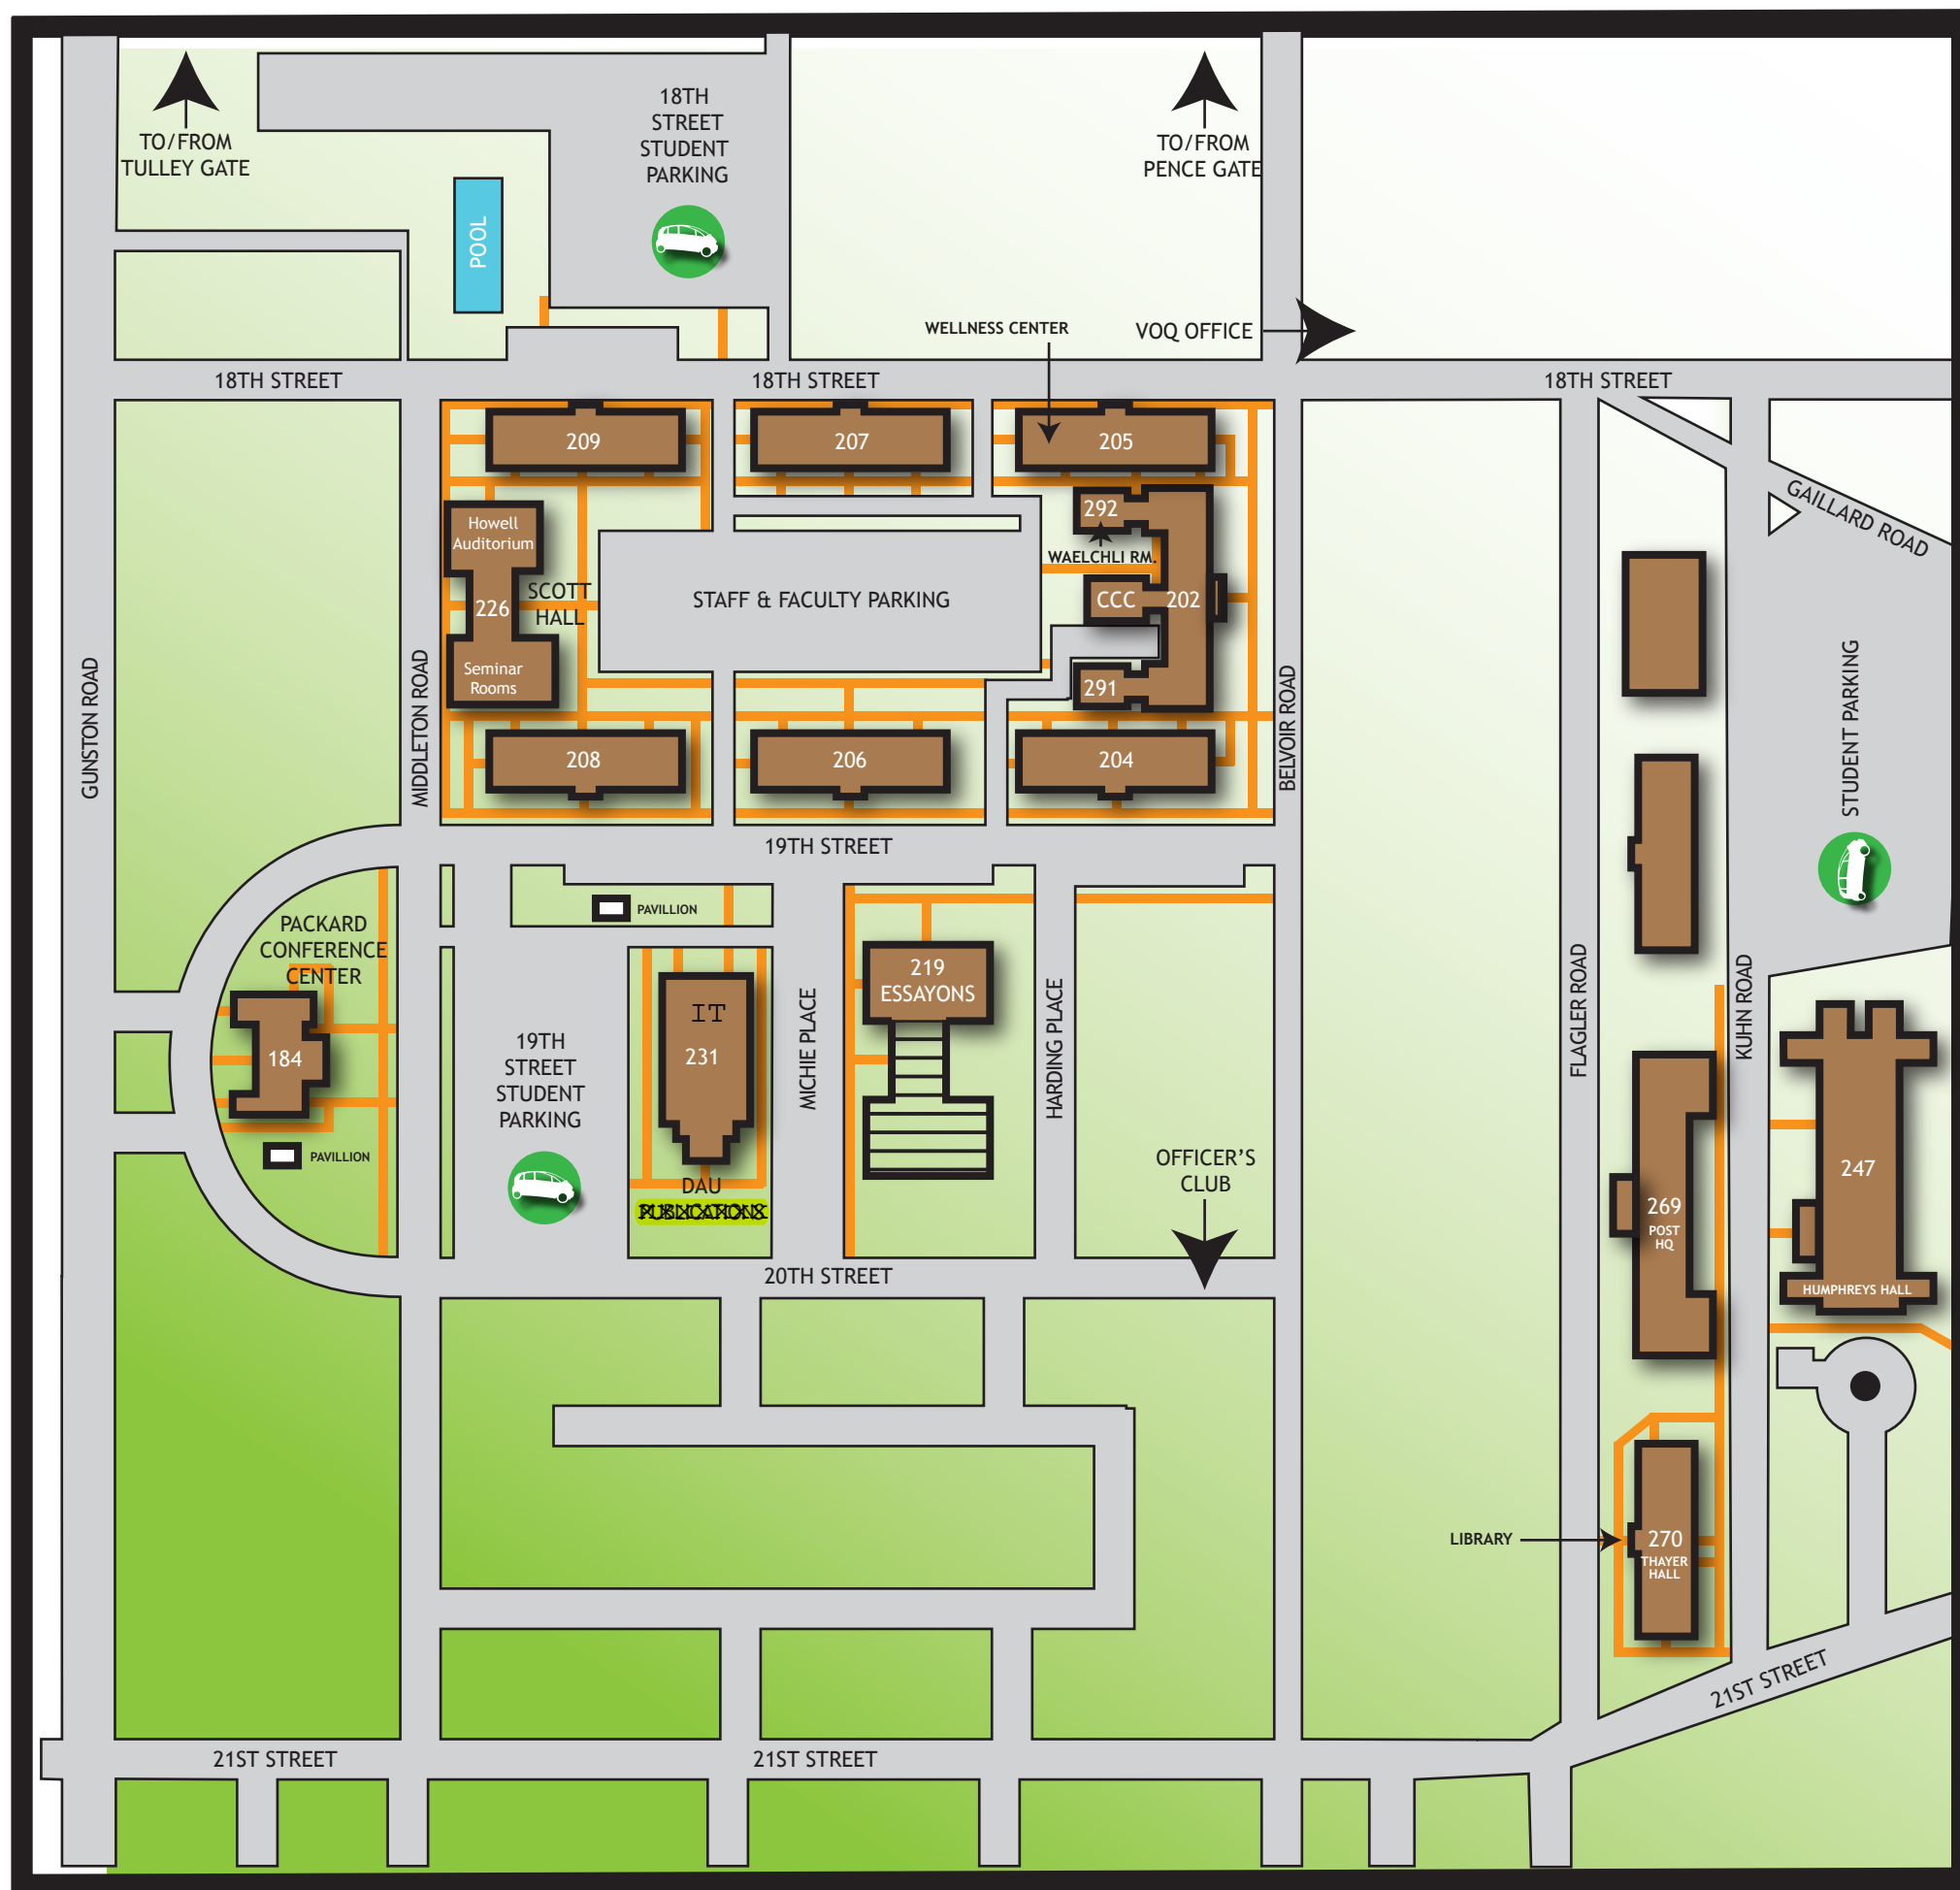 18TH
STREET
STUDENT
PARKING
TO/FROM
TULLEY GATE
TO/FROM
PENCE GATE
POOL
WELLNESS CENTER
VOQ OFFICE
18TH STREET
18TH STREET
18TH STREET
209
207
205
GAILLARD ROAD
292
Howell
Auditorium
WAELCHLI RM.
SCOTT
HALL
226
STAFF & FACULTY PARKING
CCC
202
Seminar
Rooms
291
GUNSTON ROAD
MIDDLETON ROAD
BELVOIR ROAD
STUDENT PARKING
208
206
204
19TH STREET
PAVILLION
PACKARD
CONFERENCE
CENTER
219
ESSAYONS
IT
231
184
19TH
STREET
STUDENT
PARKING
MICHIE PLACE
HARDING PLACE
FLAGLER ROAD
KUHN ROAD
PAVILLION
OFFICER'S
CLUB
247
DAU
PUBLICATIONS
269
POST
HQ
20TH STREET
HUMPHREYS HALL
LIBRARY
270
THAYER
HALL
21ST STREET
21ST STREET
21ST STREET